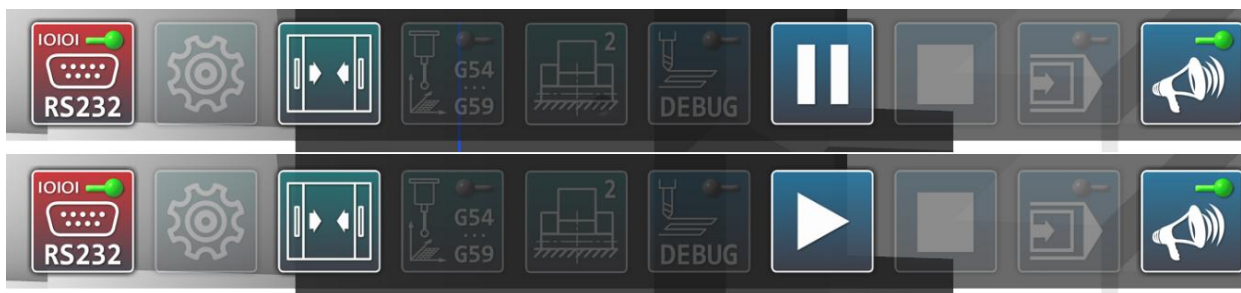 IOIOI
RS232
G54
...
G59
2
DEBUG
IOIOI
RS232
G54
...
G59
2
DEBUG